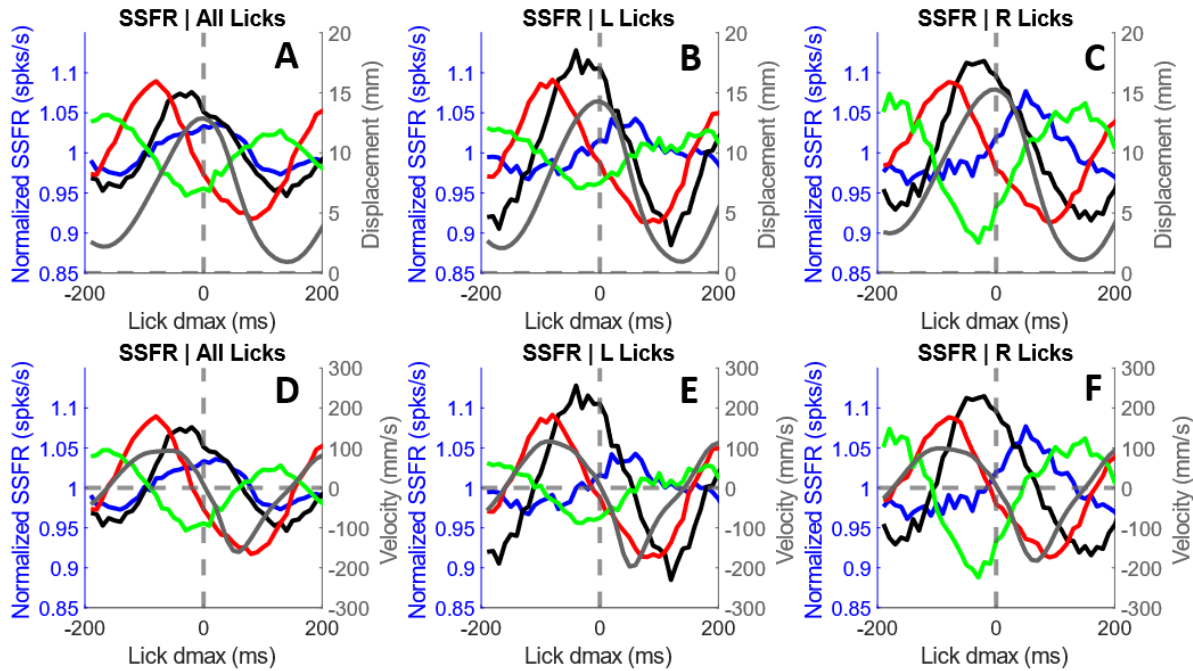 SSFR | All Licks
A
Normalized SSFR (spks/s)
1.1
1.05
1
0.95
0.9
0.85
20
15
10
5
0
Displacement (mm)
-200 0 200
Lick dmax (ms)
SSFR | L Licks
B
Normalized SSFR (spks/s)
1.1
1.05
1
0.95
0.9
0.85
20
15
10
5
0
Displacement (mm)
-200 0 200
Lick dmax (ms)
SSFR | R Licks
C
Normalized SSFR (spks/s)
1.1
1.05
1
0.95
0.9
0.85
20
15
10
5
0
Displacement (mm)
-200 0 200
Lick dmax (ms)
SSFR | All Licks
D
Normalized SSFR (spks/s)
1.1
1.05
1
0.95
0.9
0.85
300
200
100
0
-100
-200
-300
Velocity (mm/s)
-200 0 200
Lick dmax (ms)
SSFR | L Licks
E
Normalized SSFR (spks/s)
1.1
1.05
1
0.95
0.9
0.85
300
200
100
0
-100
-200
-300
Velocity (mm/s)
-200 0 200
Lick dmax (ms)
SSFR | R Licks
F
Normalized SSFR (spks/s)
1.1
1.05
1
0.95
0.9
0.85
300
200
100
0
-100
-200
-300
Velocity (mm/s)
-200 0 200
Lick dmax (ms)